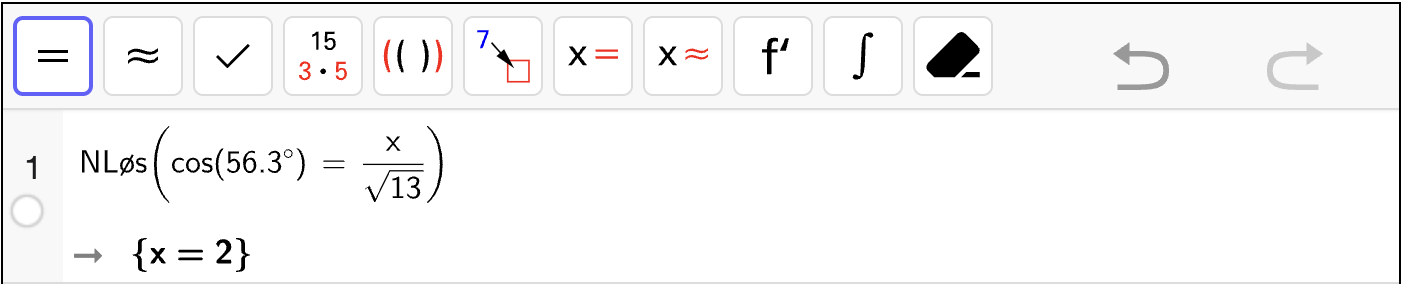 = ≈ ✓ 15 3 · 5 (( )) 7 x = x ≈ f′ ∫
1 NLøs(cos(56.3°) = x/√13)
→ {x = 2}